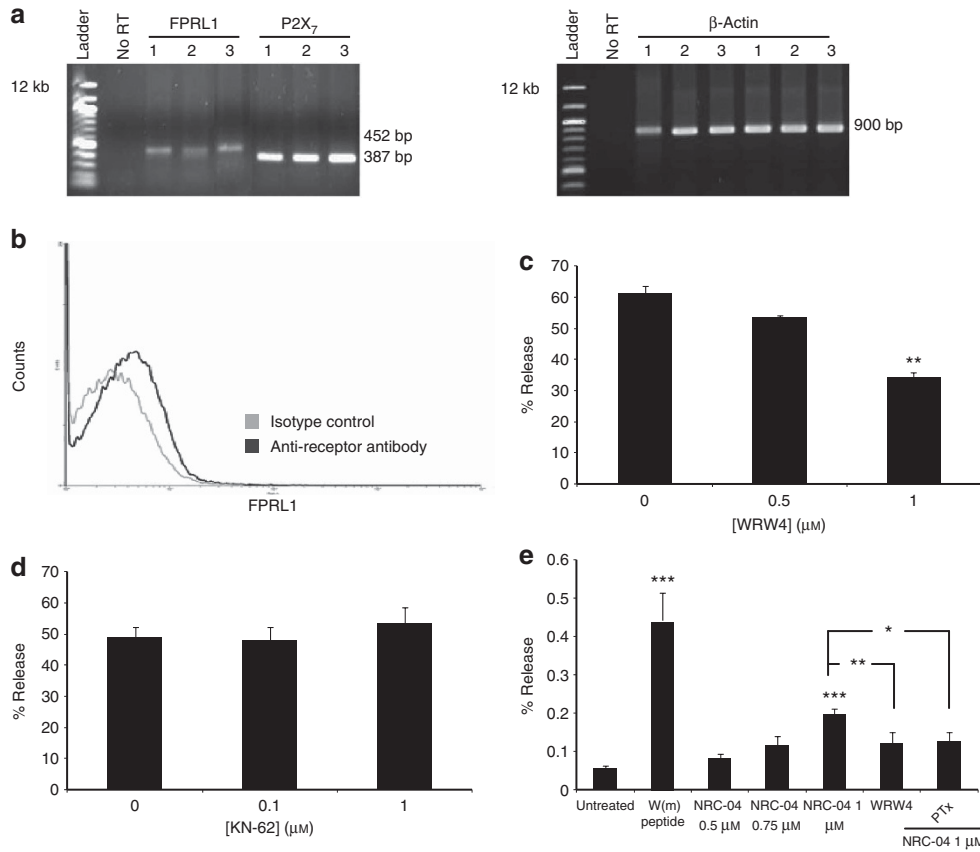 a
Ladder
No RT
FPRL1
P2X7
1 2 3 1 2 3
12 kb
452 bp
387 bp
Ladder
No RT
β-Actin
1 2 3 1 2 3
12 kb
900 bp
b
Counts
Isotype control
Anti-receptor antibody
FPRL1
c
% Release
70
60
50
40
30
20
10
0
**
0 0.5 1
[WRW4] (μM)
d
% Release
70
60
50
40
30
20
10
0
0 0.1 1
[KN-62] (μM)
e
% Release
0.6
0.5
0.4
0.3
0.2
0.1
0
***
***
**
*
Untreated
W(m) peptide
NRC-04 0.5 μM
NRC-04 0.75 μM
NRC-04 1 μM
WRW4
PTx
NRC-04 1 μM